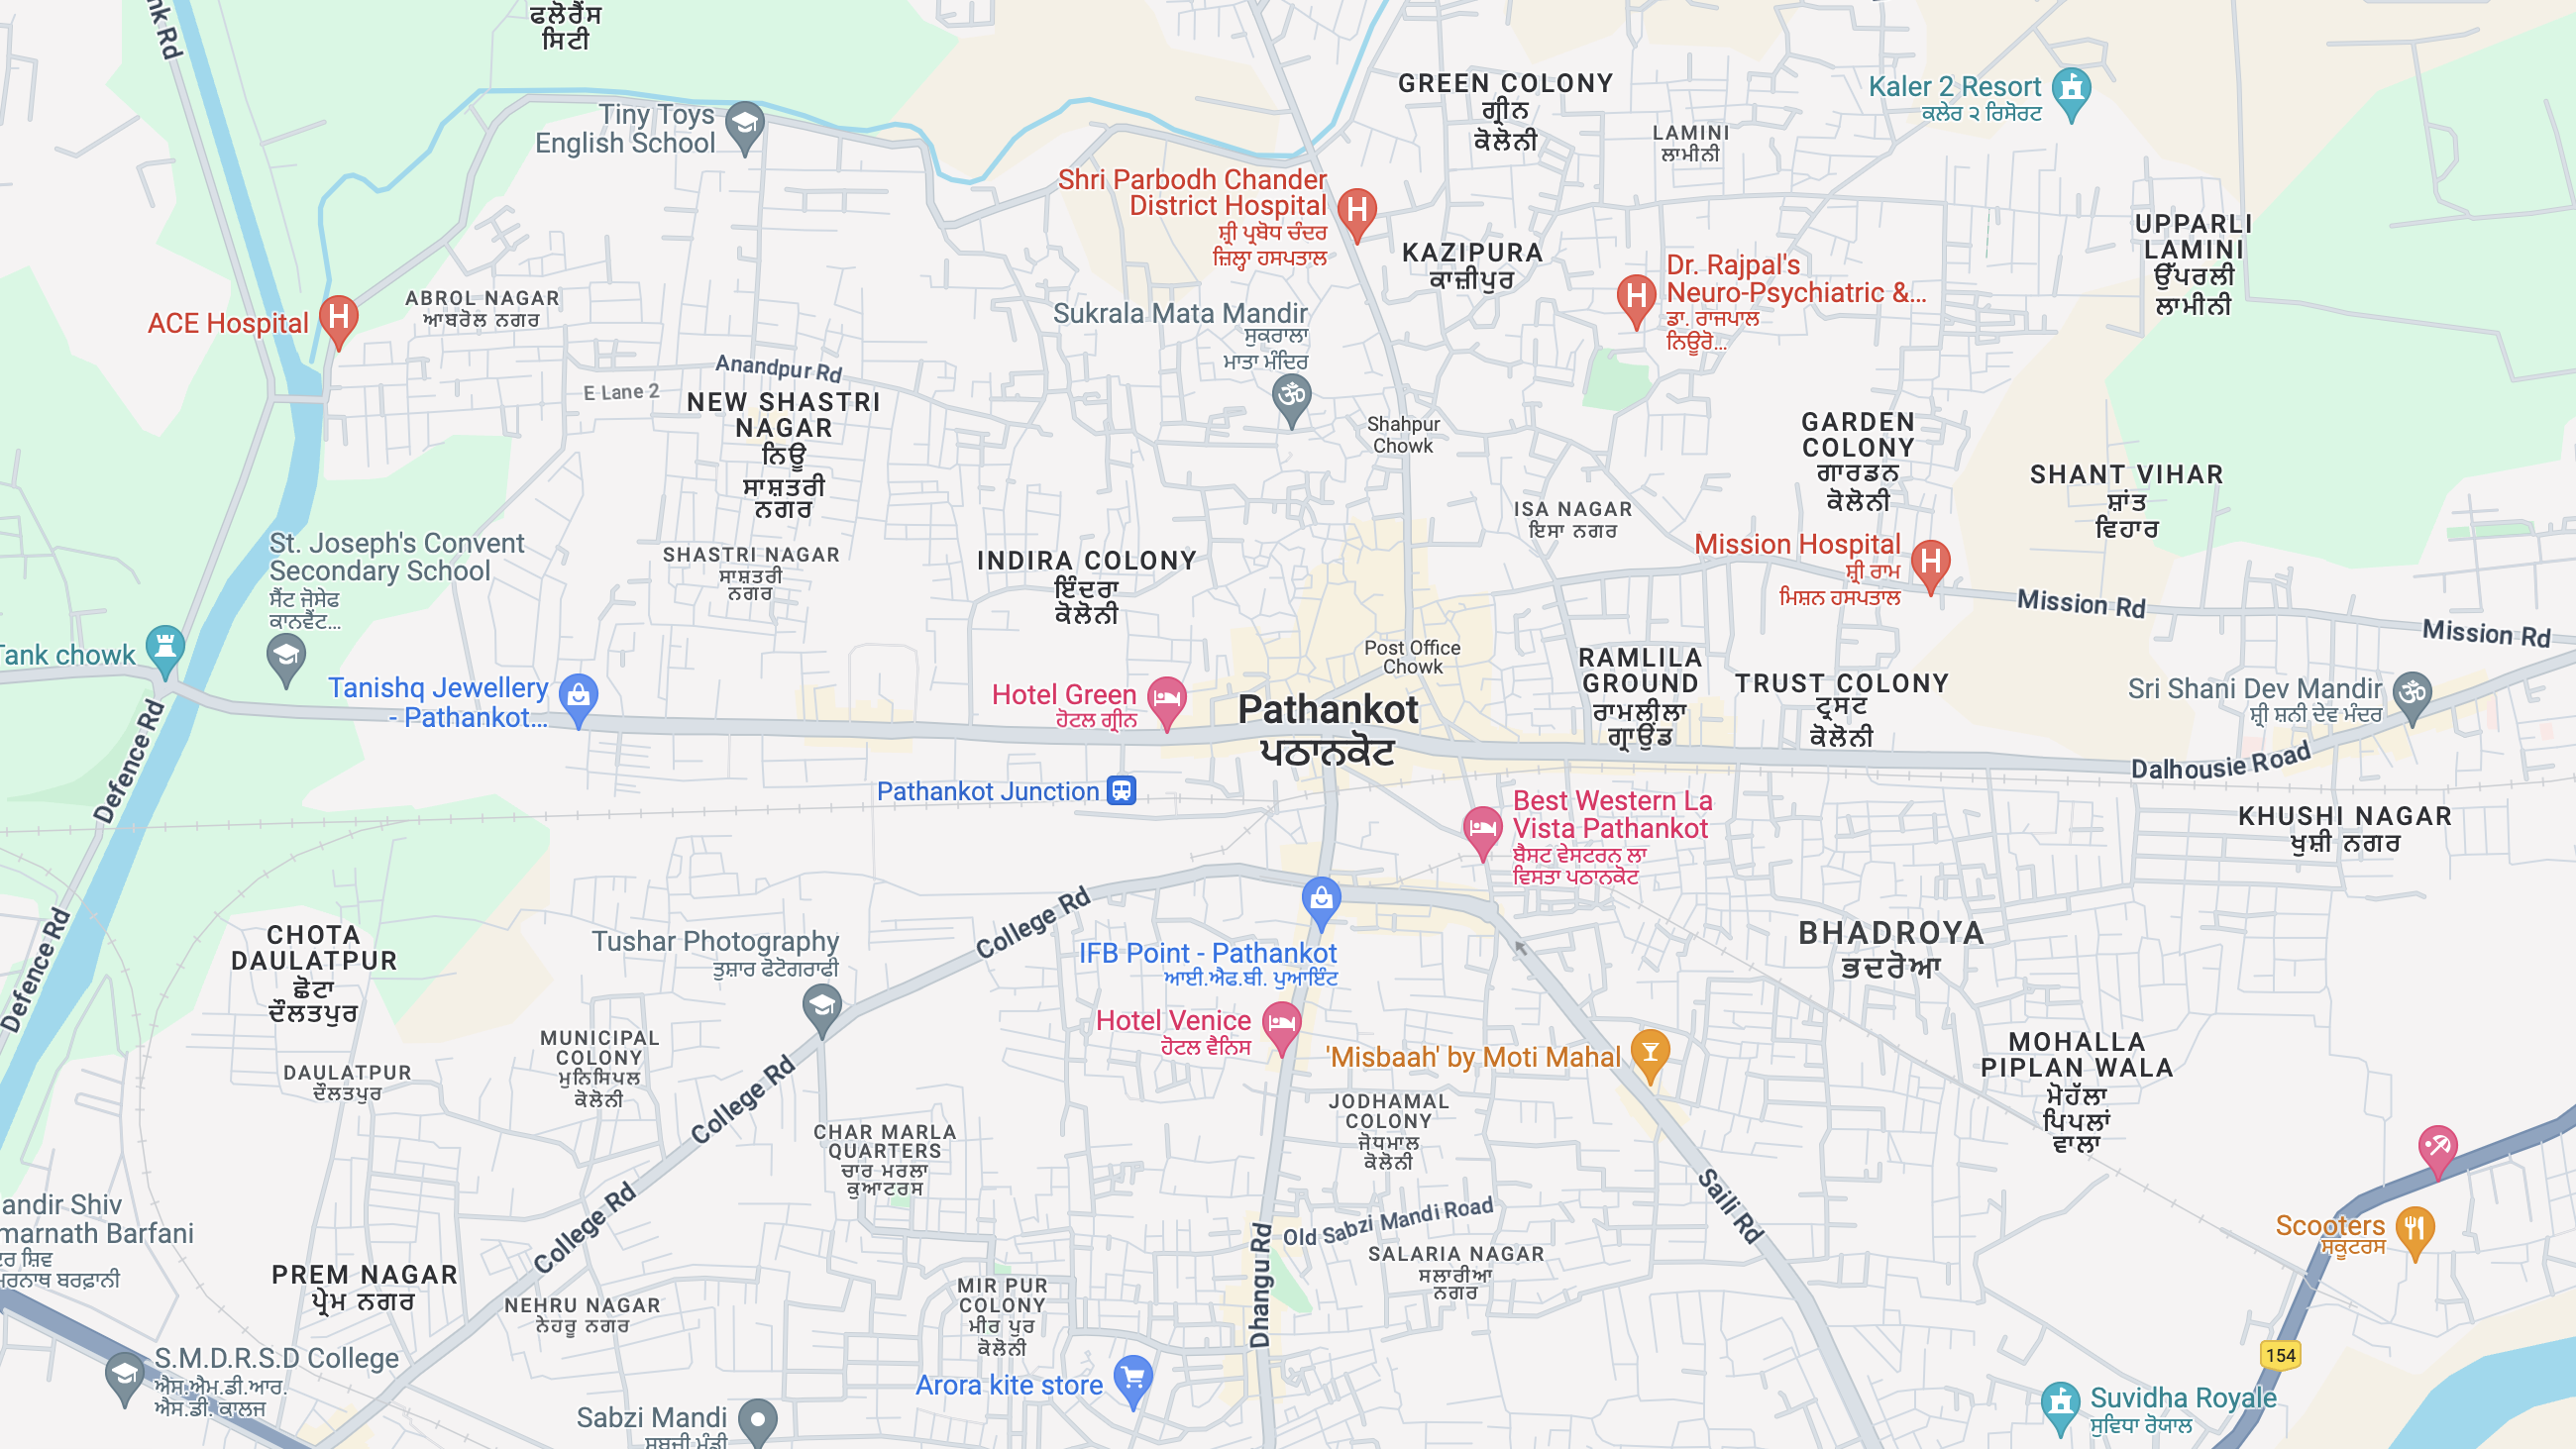 nk Rd
ਫਲੋਰੈਂਸ
ਸਿਟੀ
Tiny Toys
English School
GREEN COLONY
ਗ੍ਰੀਨ
ਕੋਲੋਨੀ
LAMINI
ਲਾਮੀਨੀ
Kaler 2 Resort
ਕਲੇਰ ੨ ਰਿਸੋਰਟ
Shri Parbodh Chander
District Hospital
ਸ਼੍ਰੀ ਪ੍ਰਬੋਧ ਚੰਦਰ
ਜ਼ਿਲ੍ਹਾ ਹਸਪਤਾਲ
KAZIPURA
ਕਾਜ਼ੀਪੁਰ
UPPARLI
LAMINI
ਉੱਪਰਲੀ
ਲਾਮੀਨੀ
Dr. Rajpal's
Neuro-Psychiatric &...
ਡਾ. ਰਾਜਪਾਲ
ਨਿਊਰੋ...
ACE Hospital
ABROL NAGAR
ਆਬਰੋਲ ਨਗਰ
Sukrala Mata Mandir
ਸੁਕਰਾਲਾ
ਮਾਤਾ ਮੰਦਿਰ
Anandpur Rd
E Lane 2
NEW SHASTRI
NAGAR
ਨਿਊ
ਸਾਸ਼ਤਰੀ
ਨਗਰ
Shahpur
Chowk
GARDEN
COLONY
ਗਾਰਡਨ
ਕੋਲੋਨੀ
SHANT VIHAR
ਸ਼ਾਂਤ
ਵਿਹਾਰ
ISA NAGAR
ਇਸਾ ਨਗਰ
St. Joseph's Convent
Secondary School
ਸੈਂਟ ਜੋਸੇਫ
ਕਾਨਵੈਂਟ...
SHASTRI NAGAR
ਸਾਸ਼ਤਰੀ
ਨਗਰ
INDIRA COLONY
ਇੰਦਰਾ
ਕੋਲੋਨੀ
Mission Hospital
ਸ਼੍ਰੀ ਰਾਮ
ਮਿਸ਼ਨ ਹਸਪਤਾਲ
Mission Rd
Mission Rd
Tank chowk
Post Office
Chowk
RAMLILA
GROUND
ਰਾਮਲੀਲਾ
ਗ੍ਰਾਉਂਡ
TRUST COLONY
ਟ੍ਰਸਟ
ਕੋਲੋਨੀ
Tanishq Jewellery
- Pathankot...
Hotel Green
ਹੋਟਲ ਗ੍ਰੀਨ
Pathankot
ਪਠਾਨਕੋਟ
Sri Shani Dev Mandir
ਸ਼੍ਰੀ ਸ਼ਨੀ ਦੇਵ ਮੰਦਰ
Defence Rd
Dalhousie Road
Pathankot Junction
Best Western La
Vista Pathankot
ਬੈਸਟ ਵੇਸਟਰਨ ਲਾ
ਵਿਸਤਾ ਪਠਾਨਕੋਟ
KHUSHI NAGAR
ਖੁਸ਼ੀ ਨਗਰ
College Rd
Defence Rd
CHOTA
DAULATPUR
ਛੋਟਾ
ਦੌਲਤਪੁਰ
Tushar Photography
ਤੁਸ਼ਾਰ ਫੋਟੋਗਰਾਫੀ
IFB Point - Pathankot
ਆਈ.ਐਫ.ਬੀ. ਪੁਆਇੰਟ
BHADROYA
ਭਦਰੋਆ
Hotel Venice
ਹੋਟਲ ਵੈਨਿਸ
'Misbaah' by Moti Mahal
MUNICIPAL
COLONY
ਮੁਨਿਸਿਪਲ
ਕੋਲੋਨੀ
DAULATPUR
ਦੌਲਤਪੁਰ
MOHALLA
PIPLAN WALA
ਮੋਹੱਲਾ
ਪਿਪਲਾਂ
ਵਾਲਾ
College Rd
JODHAMAL
COLONY
ਜੋਧਮਾਲ
ਕੋਲੋਨੀ
CHAR MARLA
QUARTERS
ਚਾਰ ਮਰਲਾ
ਕੁਆਟਰਸ
andir Shiv
marnath Barfani
ਰ ਸ਼ਿਵ
ਮਰਨਾਥ ਬਰਫ਼ਾਨੀ
College Rd
Old Sabzi Mandi Road
Saili Rd
Dhangu Rd
Scooters
ਸਕੂਟਰਸ
SALARIA NAGAR
ਸਲਾਰੀਆ
ਨਗਰ
PREM NAGAR
ਪ੍ਰੇਮ ਨਗਰ
NEHRU NAGAR
ਨੇਹਰੂ ਨਗਰ
MIR PUR
COLONY
ਮੀਰ ਪੁਰ
ਕੋਲੋਨੀ
154
S.M.D.R.S.D College
ਐਸ.ਐਮ.ਡੀ.ਆਰ.
ਐਸ.ਡੀ. ਕਾਲਜ
Arora kite store
Suvidha Royale
ਸੁਵਿਧਾ ਰੋਯਾਲ
Sabzi Mandi
ਸਬਜੀ ਮੰਡੀ